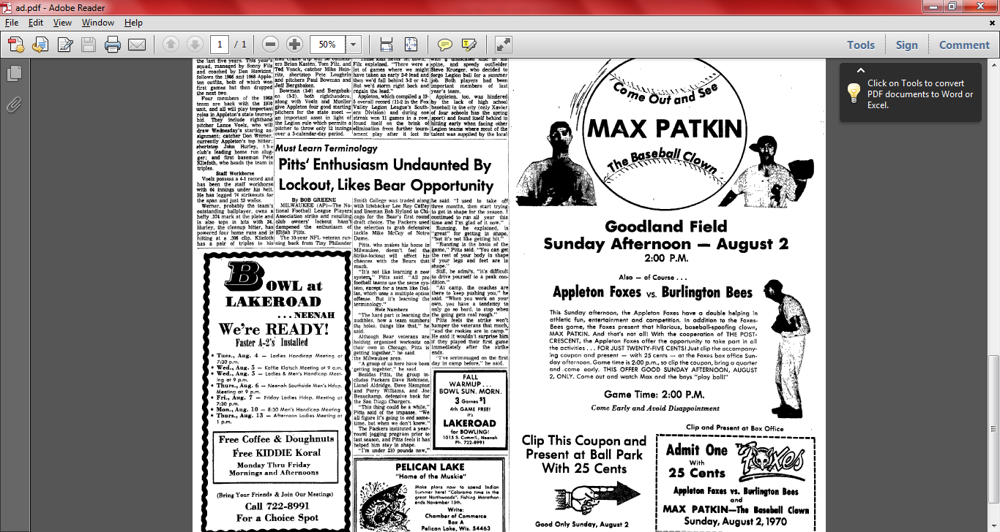 ad.pdf - Adobe Reader
File Edit View Window Help
1 / 1
50%
Tools Sign Comment
Click on Tools to convert
PDF documents to Word or
Excel.
the last five years. This year's
squad, managed by Sonny Filz
and coached by Don Hawkins,
follows the 1966 and 1968 Apple-
ton outfits, both of which won
first games but then dropped
the next two.
Four members of the 1968
team are back with the 1970
unit, and all will play important
roles in Appleton's state tourney
bid. They include righthand
pitcher Lance Voelz, who will
draw Wednesday's starting as-
signment; catcher Don Werner,
currently Appleton's top hitter;
shortstop John Hurley, the
club's leading home run slug-
ger; and first baseman Pete
Kliefoth, who heads the team in
triples.
Staff Workhorse
Voelz possess a 4-1 record and
has been the staff workhorse
with 64 innings under his belt.
He has logged 74 strikeouts for
the span and just 23 walks.
Werner, probably the team's
outstanding ballplayer, owns a
hefty .374 mark at the plate and
is also tops in hits with 34.
Hurley, the cleanup hitter, has
powered four home runs and is
hitting at a .306 clip. Kliefoth
has a pair of triples to his
ers Brian Kasten, Tom Filz, and
Ted Vonck, catcher Mike Hein-
ritz, shortstop Pete Loughrin
and pitchers Paul Bowman and
Jeff Bergsbaken.
Bowman (3-0) and Bergsbak-
en (3-2), both righthanders,
along with Voelz and Mueller
give Appleton four good starting
pitchers for the state meet —
an important asset in light of
the Legion rule which permits a
pitcher to throw only 12 innings
over a 3-calendar-day period.
Filz explained. "There were a
lot of games where we might
have taken an early 2-0 lead and
then we'd fall behind 3-2 or 4-2.
But we'd storm right back and
regain the lead."
Appleton, which compiled a 19-
5 overall record (11-2 in the Fox
Valley Legion League's South-
ern Division) and during one
streak won 11 games in a row,
found itself on the brink of
elimination from further tourn-
ament play after it lost its
with a dislocated disc in his
spine, and speedy outfielder
Steve Krueger, who decided to
forgo Legion ball for a summer
job. Both players had been
important members of last
year's team.
Appleton, too, was hindered
by the lack of high school
baseball in the city (only Xavier
of four schools has the spring
sport) and found itself behind in
hitting early when facing other
Legion teams where most of the
talent was supplied by the local
Must Learn Terminology
Pitts' Enthusiasm Undaunted By
Lockout, Likes Bear Opportunity
By BOB GREENE
MILWAUKEE (AP)—The Na-
tional Football League Players
Association strike and resulting
club owners' lockout hasn't
dampened the enthusiasm of
Elijah Pitts.
The 10-year NFL veteran run-
ning back from Tiny Philander
Smith College was traded along
with linebacker Lee Roy Caffey
and lineman Bob Hyland to Chi-
cago for the Bear's first round
draft choice. The Packers used
the selection to grab defensive
tackle Mike McCoy of Notre
Dame.
Pitts, who makes his home in
Milwaukee, doesn't feel the
Strike-lockout will affect his
chances with the Bears that
much.
"It's not like learning a new
system," Pitts said. "All pro
football teams use the same sys-
tem, except for a team like Dal-
las, which uses a multiple option
offense. But it's learning the
terminology."
Hole Numbers
"The hard part is learning the
audibles, how a team numbers
the holes, things like that," he
said.
Although Bear veterans are
holding organized workouts on
their own in Chicago, Pitts is
getting together," he said.
the Milwaukee area.
"A group of us here have been
getting together," he said.
Besides Pitts, the group in-
cludes Packers Dave Robinson,
Lionel Aldridge, Dave Hampton
and Perry Williams, and Joe
Beauchamp, defensive back for
the San Diego Chargers.
"This thing could be a while,"
Pitts said of the impasse. "We
all figure it's going to end some-
time, but when we don't know."
The Packers instituted a year-
round jogging program prior to
last season, and Pitts feels it has
helped him stay in shape.
"I'm under 210 pounds now,"
he said. "I used to take off
three months, then start trying
to get in shape for the season. I
continued to run all year this
time and I'm glad of it now."
Running, he explained, is
"great" for getting in shape,
"but it's not like getting hit."
"Running is the basis of the
game," Pitts said. "You can get
the rest of your body in shape
if your legs and feet are in
shape."
Still, he admits, "it's difficult
to drive yourself to a peak con-
dition."
"At camp, the coaches are
there to keep pushing you," he
said. "When you work on your
own, you have a tendency to
only go so hard, to stop when
the going gets real rough."
Pitts feels the strike won't
hamper the veterans that much,
"and the rookies are in camp."
He said it wouldn't surprise him
if they played their first game
immediately after the strike
ends.
"I've scrimmaged on the first
day in camp before," he said.
BOWL at
LAKEROAD
. . . NEENAH
We're READY!
Faster A-2's Installed
• Tues., Aug. 4 — Ladies Handicap Meeting at
7:30 p.m.
• Wed., Aug. 5 — Koffie Klatsch Meeting at 9 a.m.
• Wed., Aug. 5 — Ladies & Men's Handicap Meet-
ing at 9 p.m.
• Thurs., Aug. 6 — Neenah Southside Men's Hdcp.
Meeting at 9 p.m.
• Fri., Aug. 7 — Friday Ladies Hdcp. Meeting at
7:30 p.m.
• Mon., Aug. 10 — 8:30 Men's Handicap Meeting
• Thurs., Aug. 13 — Afternoon Ladies Meeting at
1 p.m.
Free Coffee & Doughnuts
Free KIDDIE Koral
Monday Thru Friday
Mornings and Afternoons
(Bring Your Friends & Join Our Meetings)
Call 722-8991
For a Choice Spot
FALL
WARMUP . . .
BOWL SUN. MORN.
3 Games $1
4th GAME FREE!
It's
LAKEROAD
for BOWLING!
1015 S. Comm'l., Neenah
Ph. 722-8991
PELICAN LAKE
"Home of the Muskie"
Make plans now to spend Indian
Summer here! "Colorama time in the
great Northwoods". Fishing Marathon-
ends November 15th.
Write:
Chamber of Commerce
Box A
Pelican Lake, Wis. 54463
Come Out and See
MAX PATKIN
The Baseball Clown
Goodland Field
Sunday Afternoon — August 2
2:00 P.M.
Also — of Course . . .
Appleton Foxes vs. Burlington Bees
This Sunday afternoon, the Appleton Foxes have a double helping in
athletic fun, entertainment and competition. In addition to the Foxes-
Bees game, the Foxes present that hilarious, baseball-spoofing clown,
MAX PATKIN. And that's not all! With the cooperation of THE POST-
CRESCENT, the Appleton Foxes offer the opportunity to take part in all
the activities . . . FOR JUST TWENTY-FIVE CENTS! Just clip the accompany-
ing coupon and present — with 25 cents — at the Foxes box office Sun-
day afternoon. Game time is 2:00 p.m., so clip the coupon, bring a quarter
and come early. THIS OFFER GOOD SUNDAY AFTERNOON, AUGUST
2, ONLY. Come out and watch Max and the boys "play ball!"
Game Time: 2:00 P.M.
Come Early and Avoid Disappointment
Clip and Present at Box Office
Clip This Coupon and
Present at Ball Park
With 25 Cents
Good Only Sunday, August 2
Admit One
With
25 Cents
The Foxes
Appleton Foxes vs. Burlington Bees
and
MAX PATKIN—The Baseball Clown
Sunday, August 2, 1970